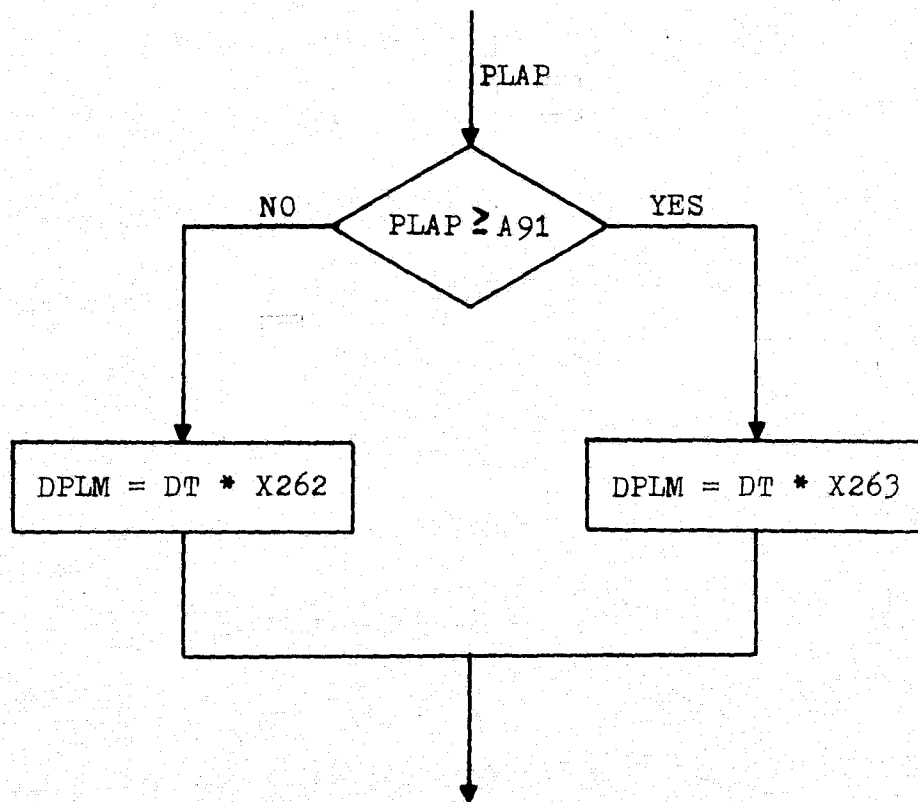 PLAP
NO
YES
PLAP ≥ A91
DPLM = DT * X262
DPLM = DT * X263